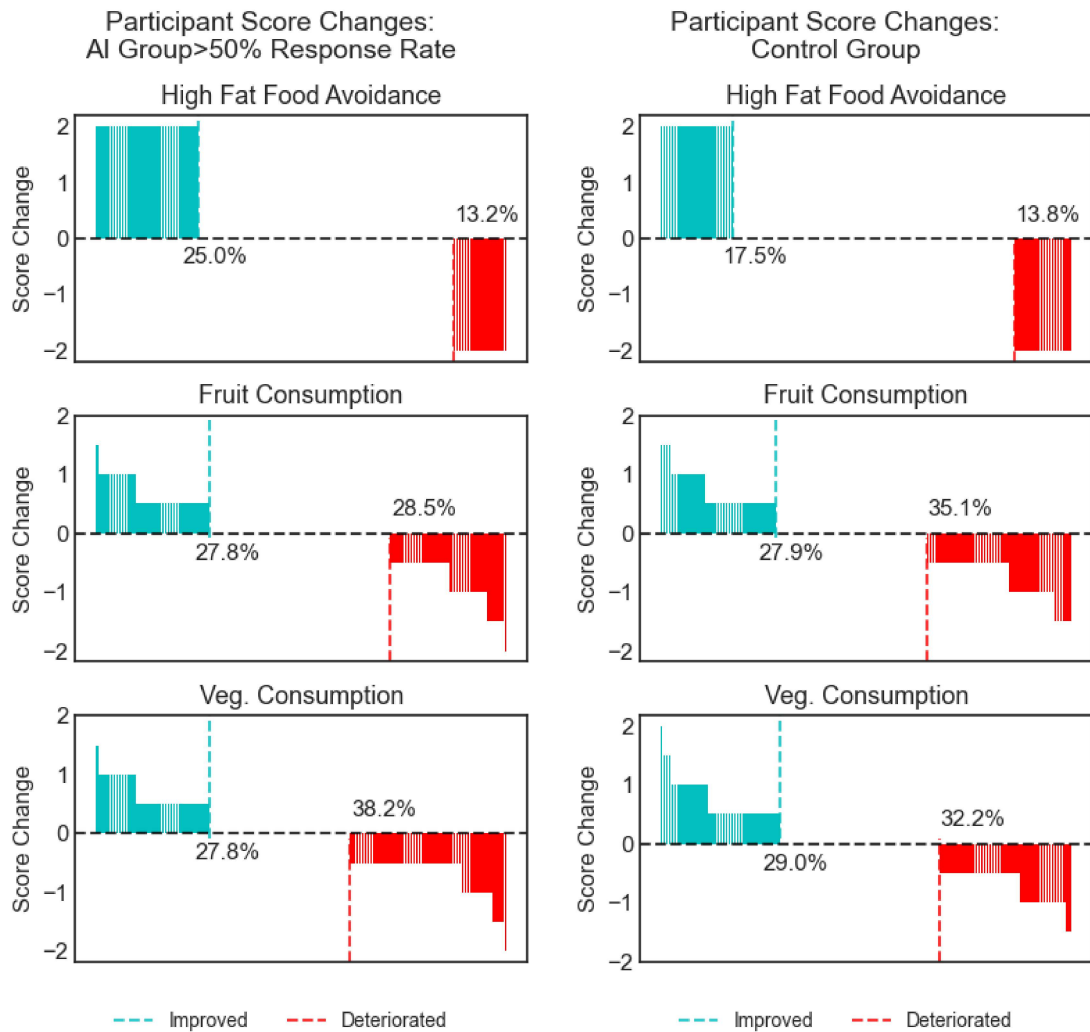 Participant Score Changes:
AI Group>50% Response Rate
High Fat Food Avoidance
Score Change
2
1
0
−1
−2
25.0%
13.2%
Fruit Consumption
Score Change
2
1
0
−1
−2
27.8%
28.5%
Veg. Consumption
Score Change
2
1
0
−1
−2
27.8%
38.2%
Improved
Deteriorated
Participant Score Changes:
Control Group
High Fat Food Avoidance
Score Change
2
1
0
−1
−2
17.5%
13.8%
Fruit Consumption
Score Change
2
1
0
−1
−2
27.9%
35.1%
Veg. Consumption
Score Change
2
1
0
−1
−2
29.0%
32.2%
Improved
Deteriorated